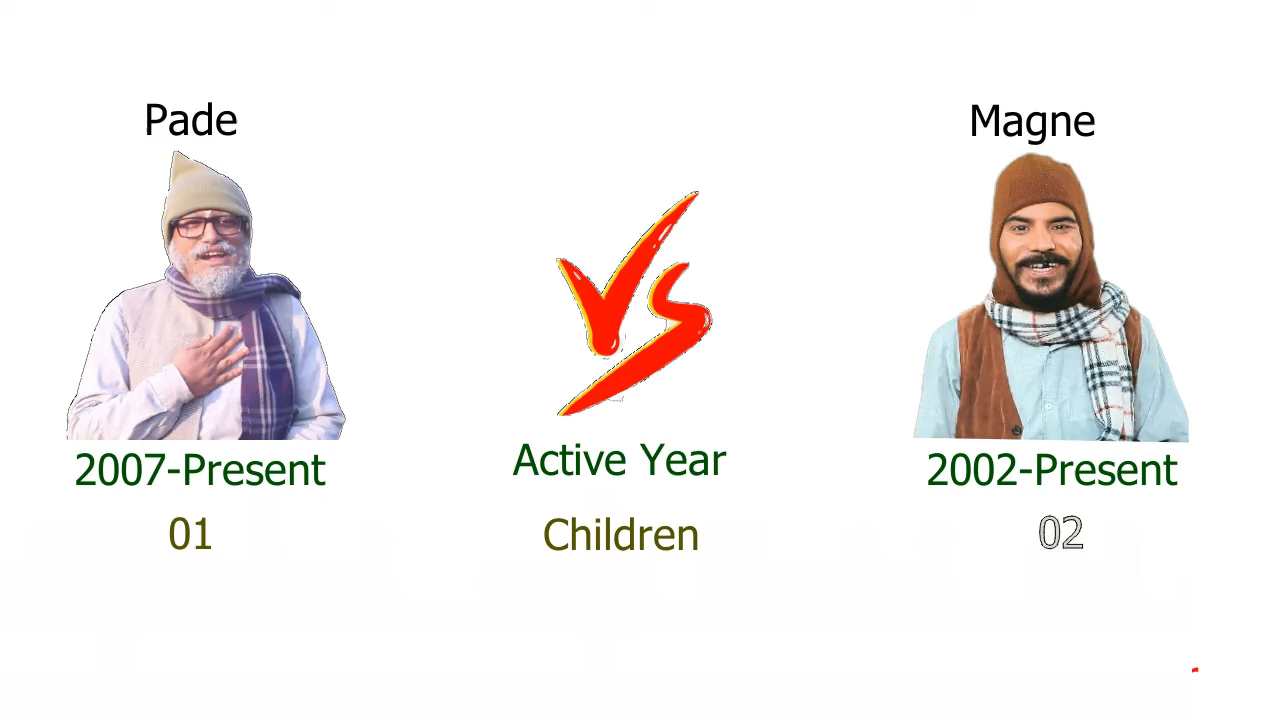 Pade
Magne
VS
2007-Present
Active Year
2002-Present
01
Children
02